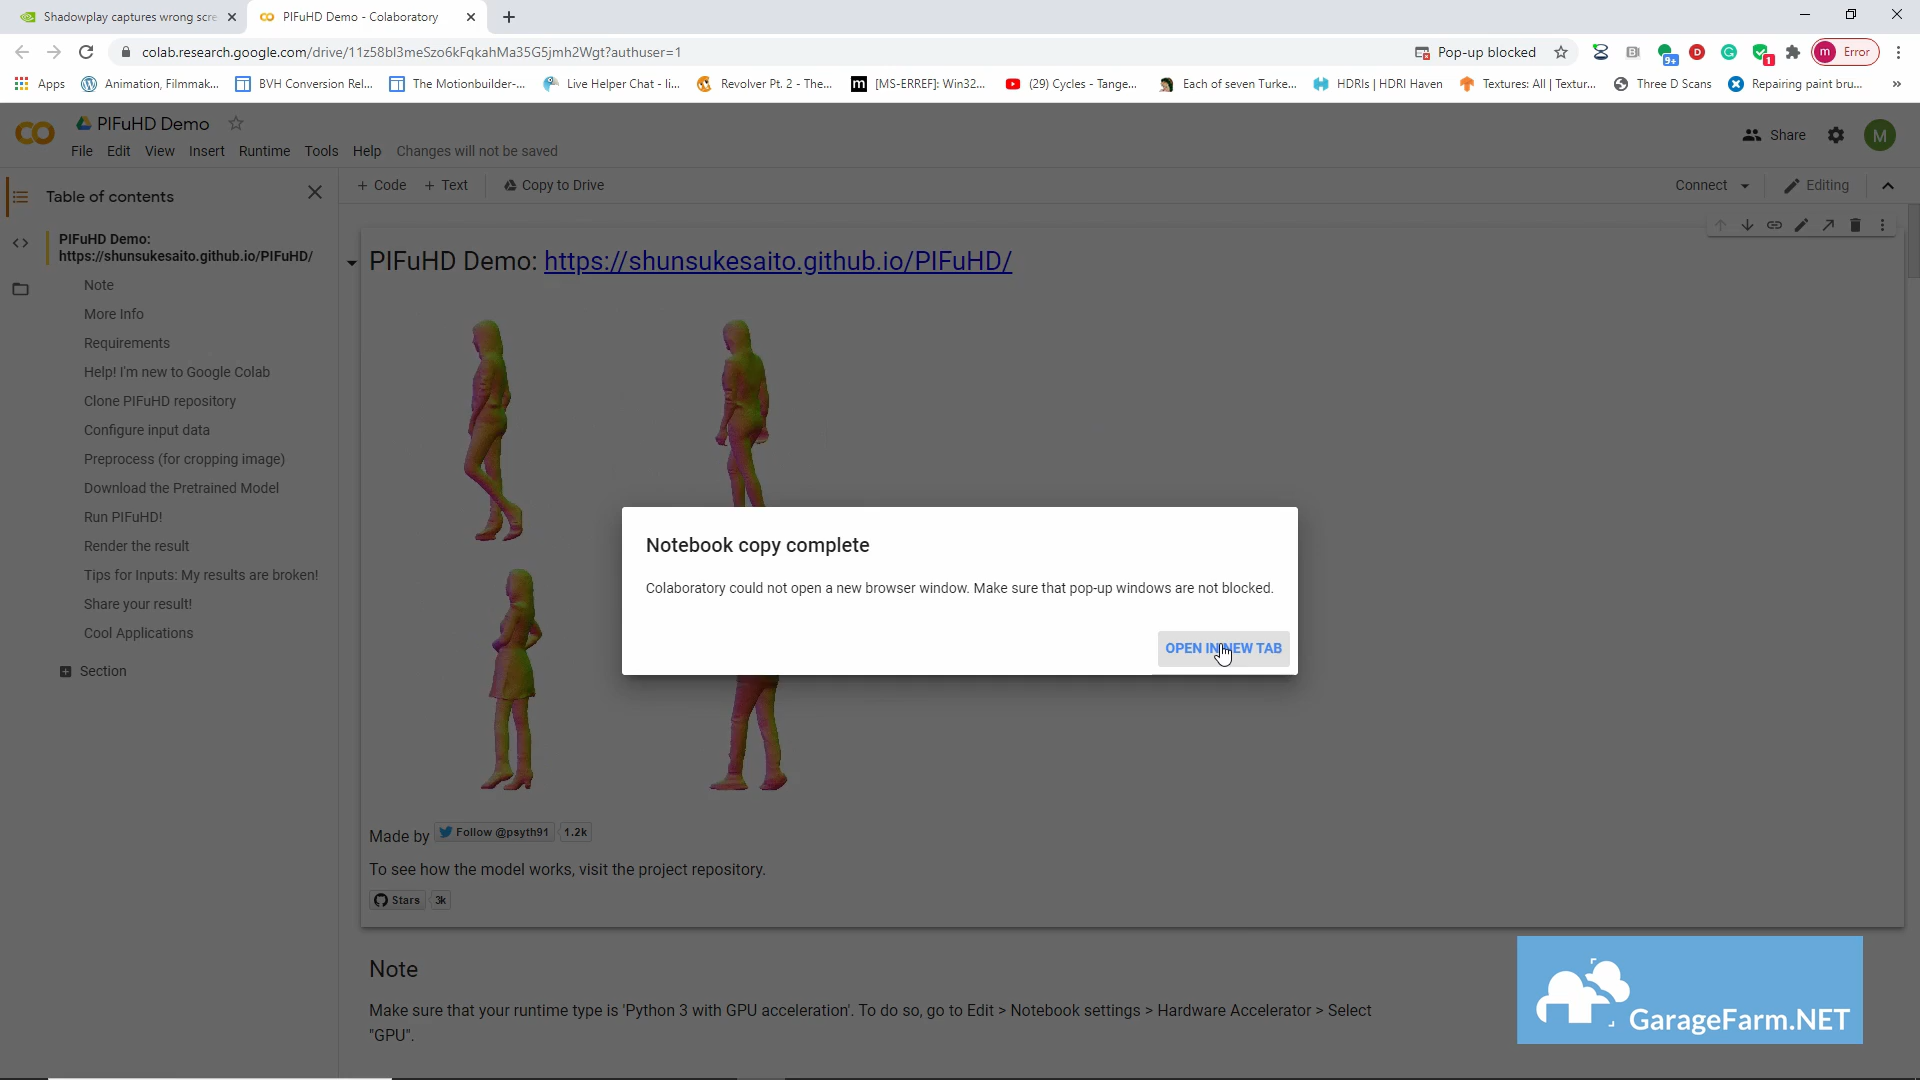 Shadowplay captures wrong scre
PIFuHD Demo - Colaboratory
colab.research.google.com/drive/11z58bl3meSzo6kFqkahMa35G5jmh2Wgt?authuser=1
Pop-up blocked
9+
D
1
m Error
Apps
Animation, Filmmak...
BVH Conversion Rel...
The Motionbuilder-...
Live Helper Chat - li...
Revolver Pt. 2 - The...
m [MS-ERREF]: Win32...
(29) Cycles - Tange...
Each of seven Turke...
HDRIs | HDRI Haven
Textures: All | Textur...
Three D Scans
Repairing paint bru...
»
PIFuHD Demo
File Edit View Insert Runtime Tools Help Changes will not be saved
Share
M
Table of contents
+ Code + Text Copy to Drive
Connect
Editing
PIFuHD Demo:
https://shunsukesaito.github.io/PIFuHD/
Note
More Info
Requirements
Help! I'm new to Google Colab
Clone PIFuHD repository
Configure input data
Preprocess (for cropping image)
Download the Pretrained Model
Run PIFuHD!
Render the result
Tips for Inputs: My results are broken!
Share your result!
Cool Applications
Section
PIFuHD Demo: https://shunsukesaito.github.io/PIFuHD/
Notebook copy complete
Colaboratory could not open a new browser window. Make sure that pop-up windows are not blocked.
OPEN IN NEW TAB
Made by Follow @psyth91 1.2k
To see how the model works, visit the project repository.
Stars 3k
Note
Make sure that your runtime type is 'Python 3 with GPU acceleration'. To do so, go to Edit > Notebook settings > Hardware Accelerator > Select
"GPU".
GarageFarm.NET